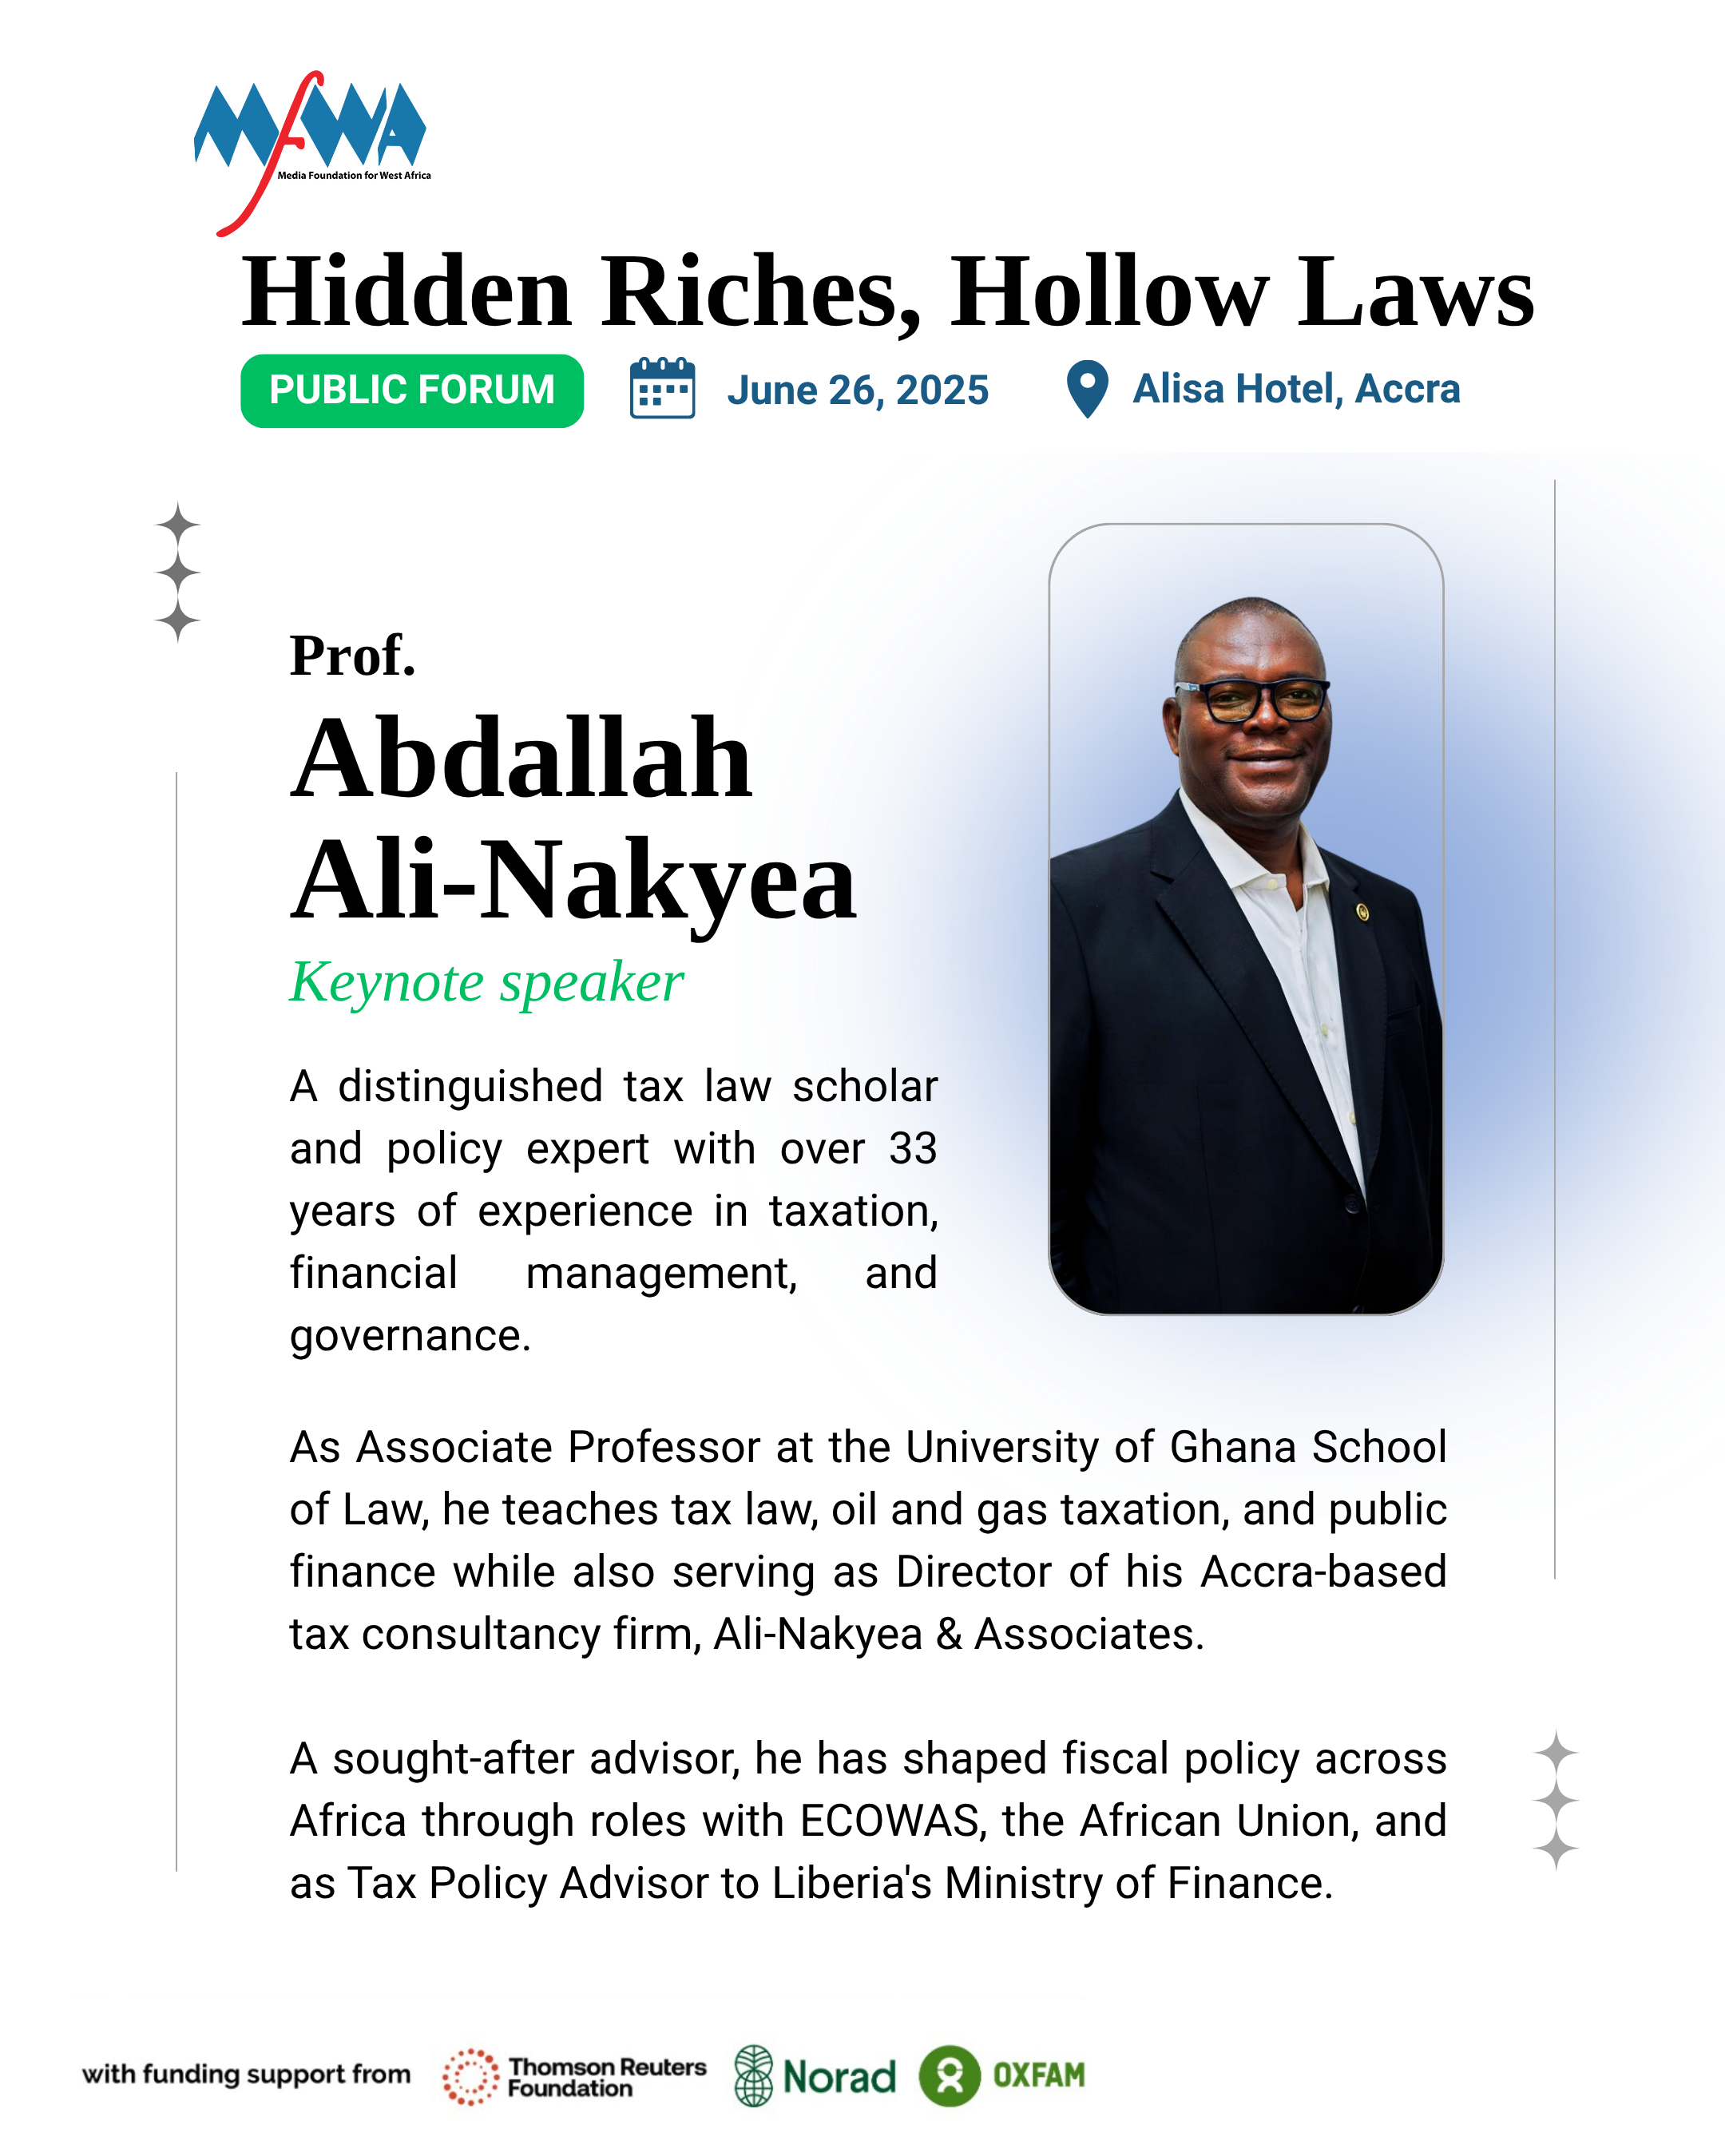 MfWA
Media Foundation for West Africa
Hidden Riches, Hollow Laws
PUBLIC FORUM
June 26, 2025
Alisa Hotel, Accra
Prof.
Abdallah
Ali-Nakyea
Keynote speaker
A distinguished tax law scholar
and policy expert with over 33
years of experience in taxation,
financial management, and
governance.
As Associate Professor at the University of Ghana School
of Law, he teaches tax law, oil and gas taxation, and public
finance while also serving as Director of his Accra-based
tax consultancy firm, Ali-Nakyea & Associates.
A sought-after advisor, he has shaped fiscal policy across
Africa through roles with ECOWAS, the African Union, and
as Tax Policy Advisor to Liberia's Ministry of Finance.
with funding support from
Thomson Reuters
Foundation
Norad
OXFAM